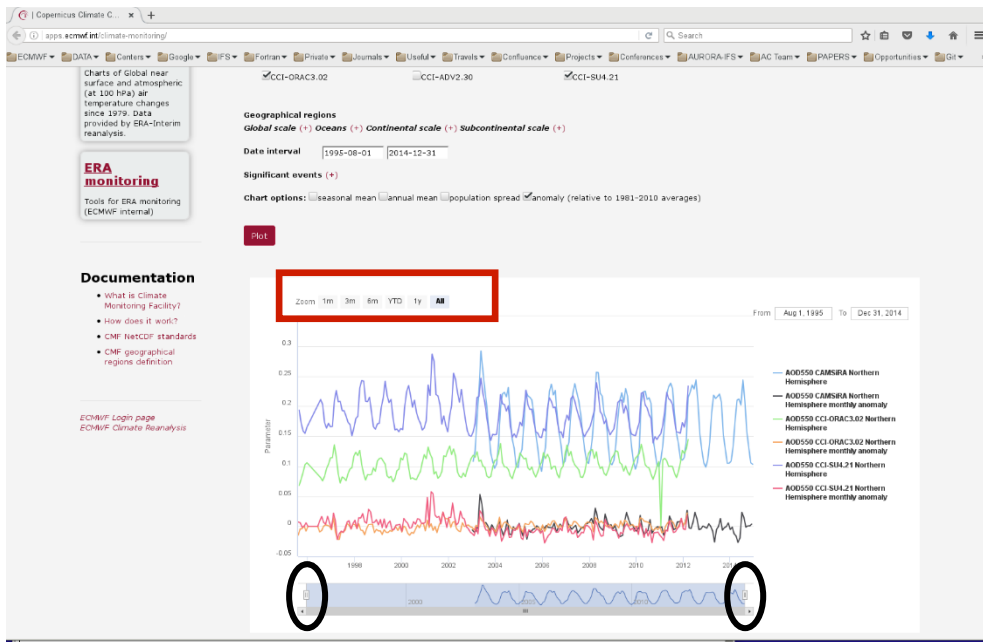 | Copernicus Climate C... × +
apps.ecmwf.int/climate-monitoring/
Search
ECMWF DATA Centers Google IFS Fortran Private Journals Useful Travels Confluence Projects Conferences AURORA-IFS AC Team PAPERS Opportunities Git
Charts of Global near
surface and atmospheric
(at 100 hPa) air
temperature changes
since 1979. Data
provided by ERA-Interim
reanalysis.
ERA
monitoring
Tools for ERA monitoring
(ECMWF internal)
Documentation
What is Climate
Monitoring Facility?
How does it work?
CMF NetCDF standards
CMF geographical
regions definition
ECMWF Login page
ECMWF Climate Reanalysis
CCI-ORAC3.02 CCI-ADV2.30 CCI-SU4.21
Geographical regions
Global scale (+) Oceans (+) Continental scale (+) Subcontinental scale (+)
Date interval 1995-08-01 2014-12-31
Significant events (+)
Chart options: seasonal mean annual mean population spread anomaly (relative to 1981-2010 averages)
Plot
Zoom 1m 3m 6m YTD 1y All
From Aug 1, 1995 To Dec 31, 2014
Parameter
0.3
0.25
0.2
0.15
0.1
0.05
0
-0.05
1998 2000 2002 2004 2006 2008 2010 2012 2014
AOD550 CAMSiRA Northern
Hemisphere
AOD550 CAMSiRA Northern
Hemisphere monthly anomaly
AOD550 CCI-ORAC3.02 Northern
Hemisphere
AOD550 CCI-ORAC3.02 Northern
Hemisphere monthly anomaly
AOD550 CCI-SU4.21 Northern
Hemisphere
AOD550 CCI-SU4.21 Northern
Hemisphere monthly anomaly
2000 2005 2010